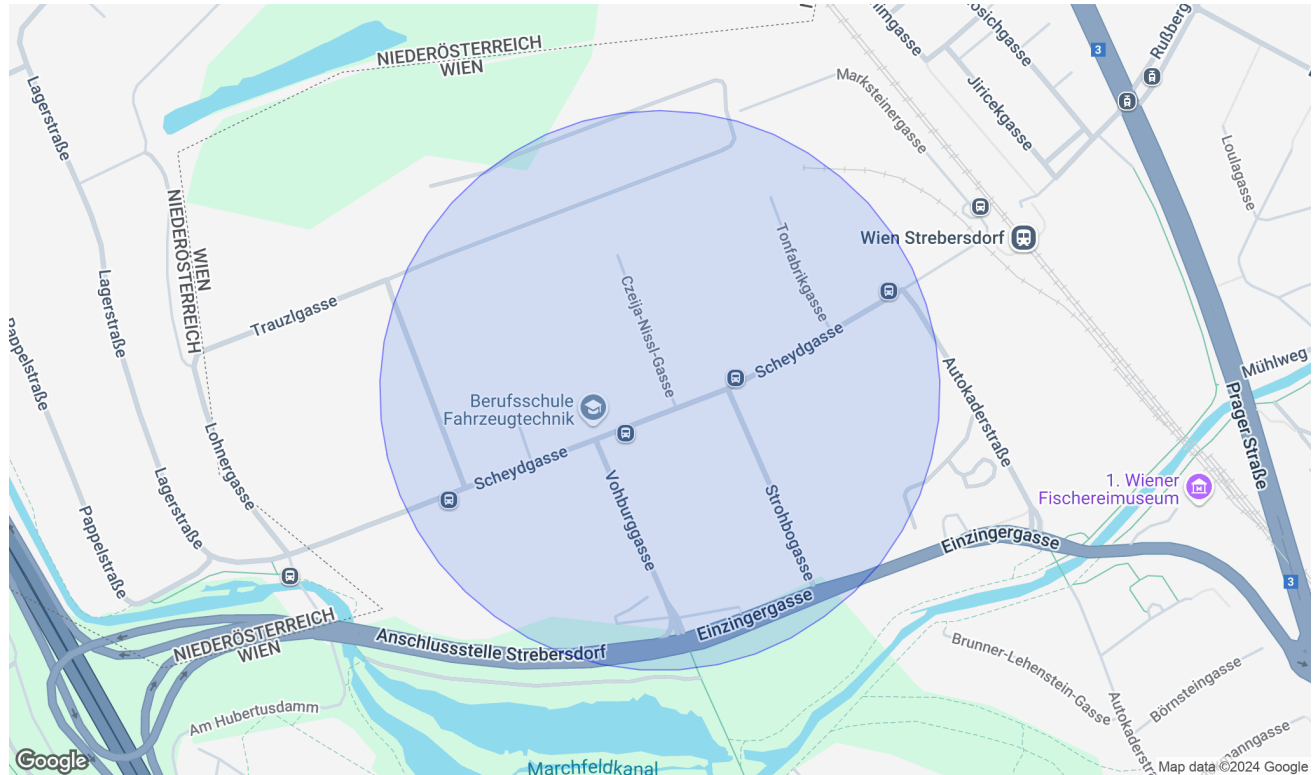 NIEDERÖSTERREICH
WIEN
3
Rußberg
Jiricekgasse
Marksteinergasse
Loulagasse
Lagerstraße
WIEN
NIEDERÖSTERREICH
Tonfabrikgasse
Wien Strebersdorf
Czeija-Nissl-Gasse
Trauzlgasse
Lagerstraße
Pappelstraße
Scheydgasse
Mühlweg
Autokaderstraße
Prager Straße
Berufsschule
Fahrzeugtechnik
Lohnergasse
Scheydgasse
Lagerstraße
Vohburggasse
Strohbogasse
1. Wiener
Fischereimuseum
Pappelstraße
Einzingergasse
3
Einzingergasse
NIEDERÖSTERREICH
WIEN
Anschlussstelle Strebersdorf
Brunner-Lehenstein-Gasse
Börnsteingasse
Am Hubertusdamm
Marchfeldkanal
Google
Map data ©2024 Google